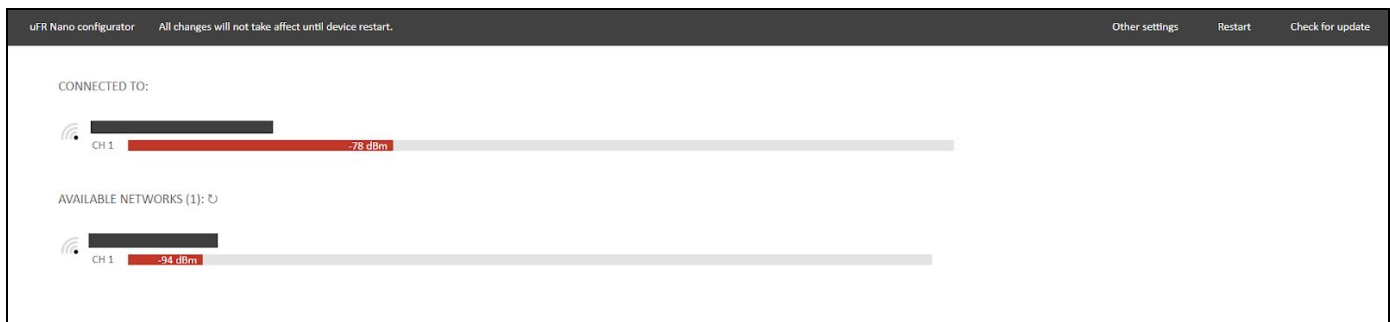 uFR Nano configurator All changes will not take affect until device restart. Other settings Restart Check for update
CONNECTED TO:
CH 1 -78 dBm
AVAILABLE NETWORKS (1): ↻
CH 1 -94 dBm